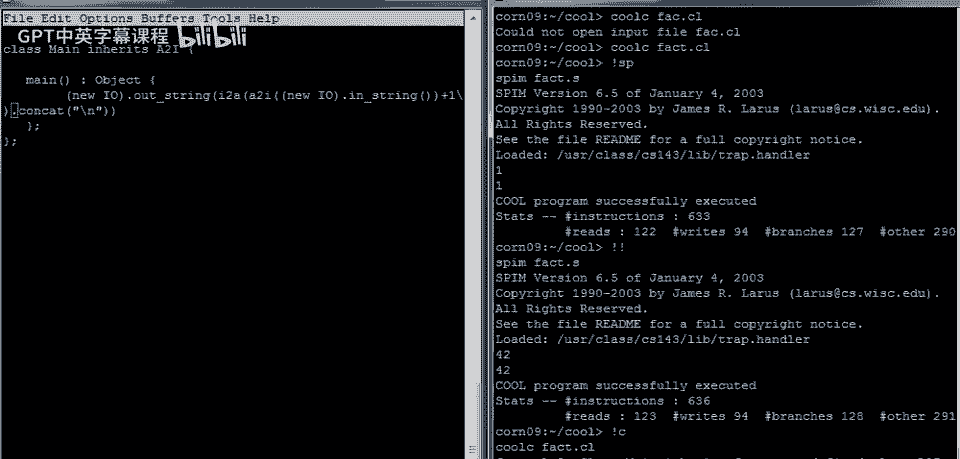 File Edit Options Buffers Tools Help
GPT中英字幕课程 bilibili
class Main inherits A2I {
main() : Object {
(new IO).out_string(i2a(a2i((new IO).in_string())+1\
).concat("\n"))
};
};
corn09:~/cool> coolc fac.cl
Could not open input file fac.cl
corn09:~/cool> coolc fact.cl
corn09:~/cool> !sp
spim fact.s
SPIM Version 6.5 of January 4, 2003
Copyright 1990-2003 by James R. Larus (larus@cs.wisc.edu).
All Rights Reserved.
See the file README for a full copyright notice.
Loaded: /usr/class/cs143/lib/trap.handler
1
1
COOL program successfully executed
Stats -- #instructions : 633
#reads : 122 #writes 94 #branches 127 #other 290
corn09:~/cool> !!
spim fact.s
SPIM Version 6.5 of January 4, 2003
Copyright 1990-2003 by James R. Larus (larus@cs.wisc.edu).
All Rights Reserved.
See the file README for a full copyright notice.
Loaded: /usr/class/cs143/lib/trap.handler
42
42
COOL program successfully executed
Stats -- #instructions : 636
#reads : 123 #writes 94 #branches 128 #other 291
corn09:~/cool> !c
coolc fact.cl